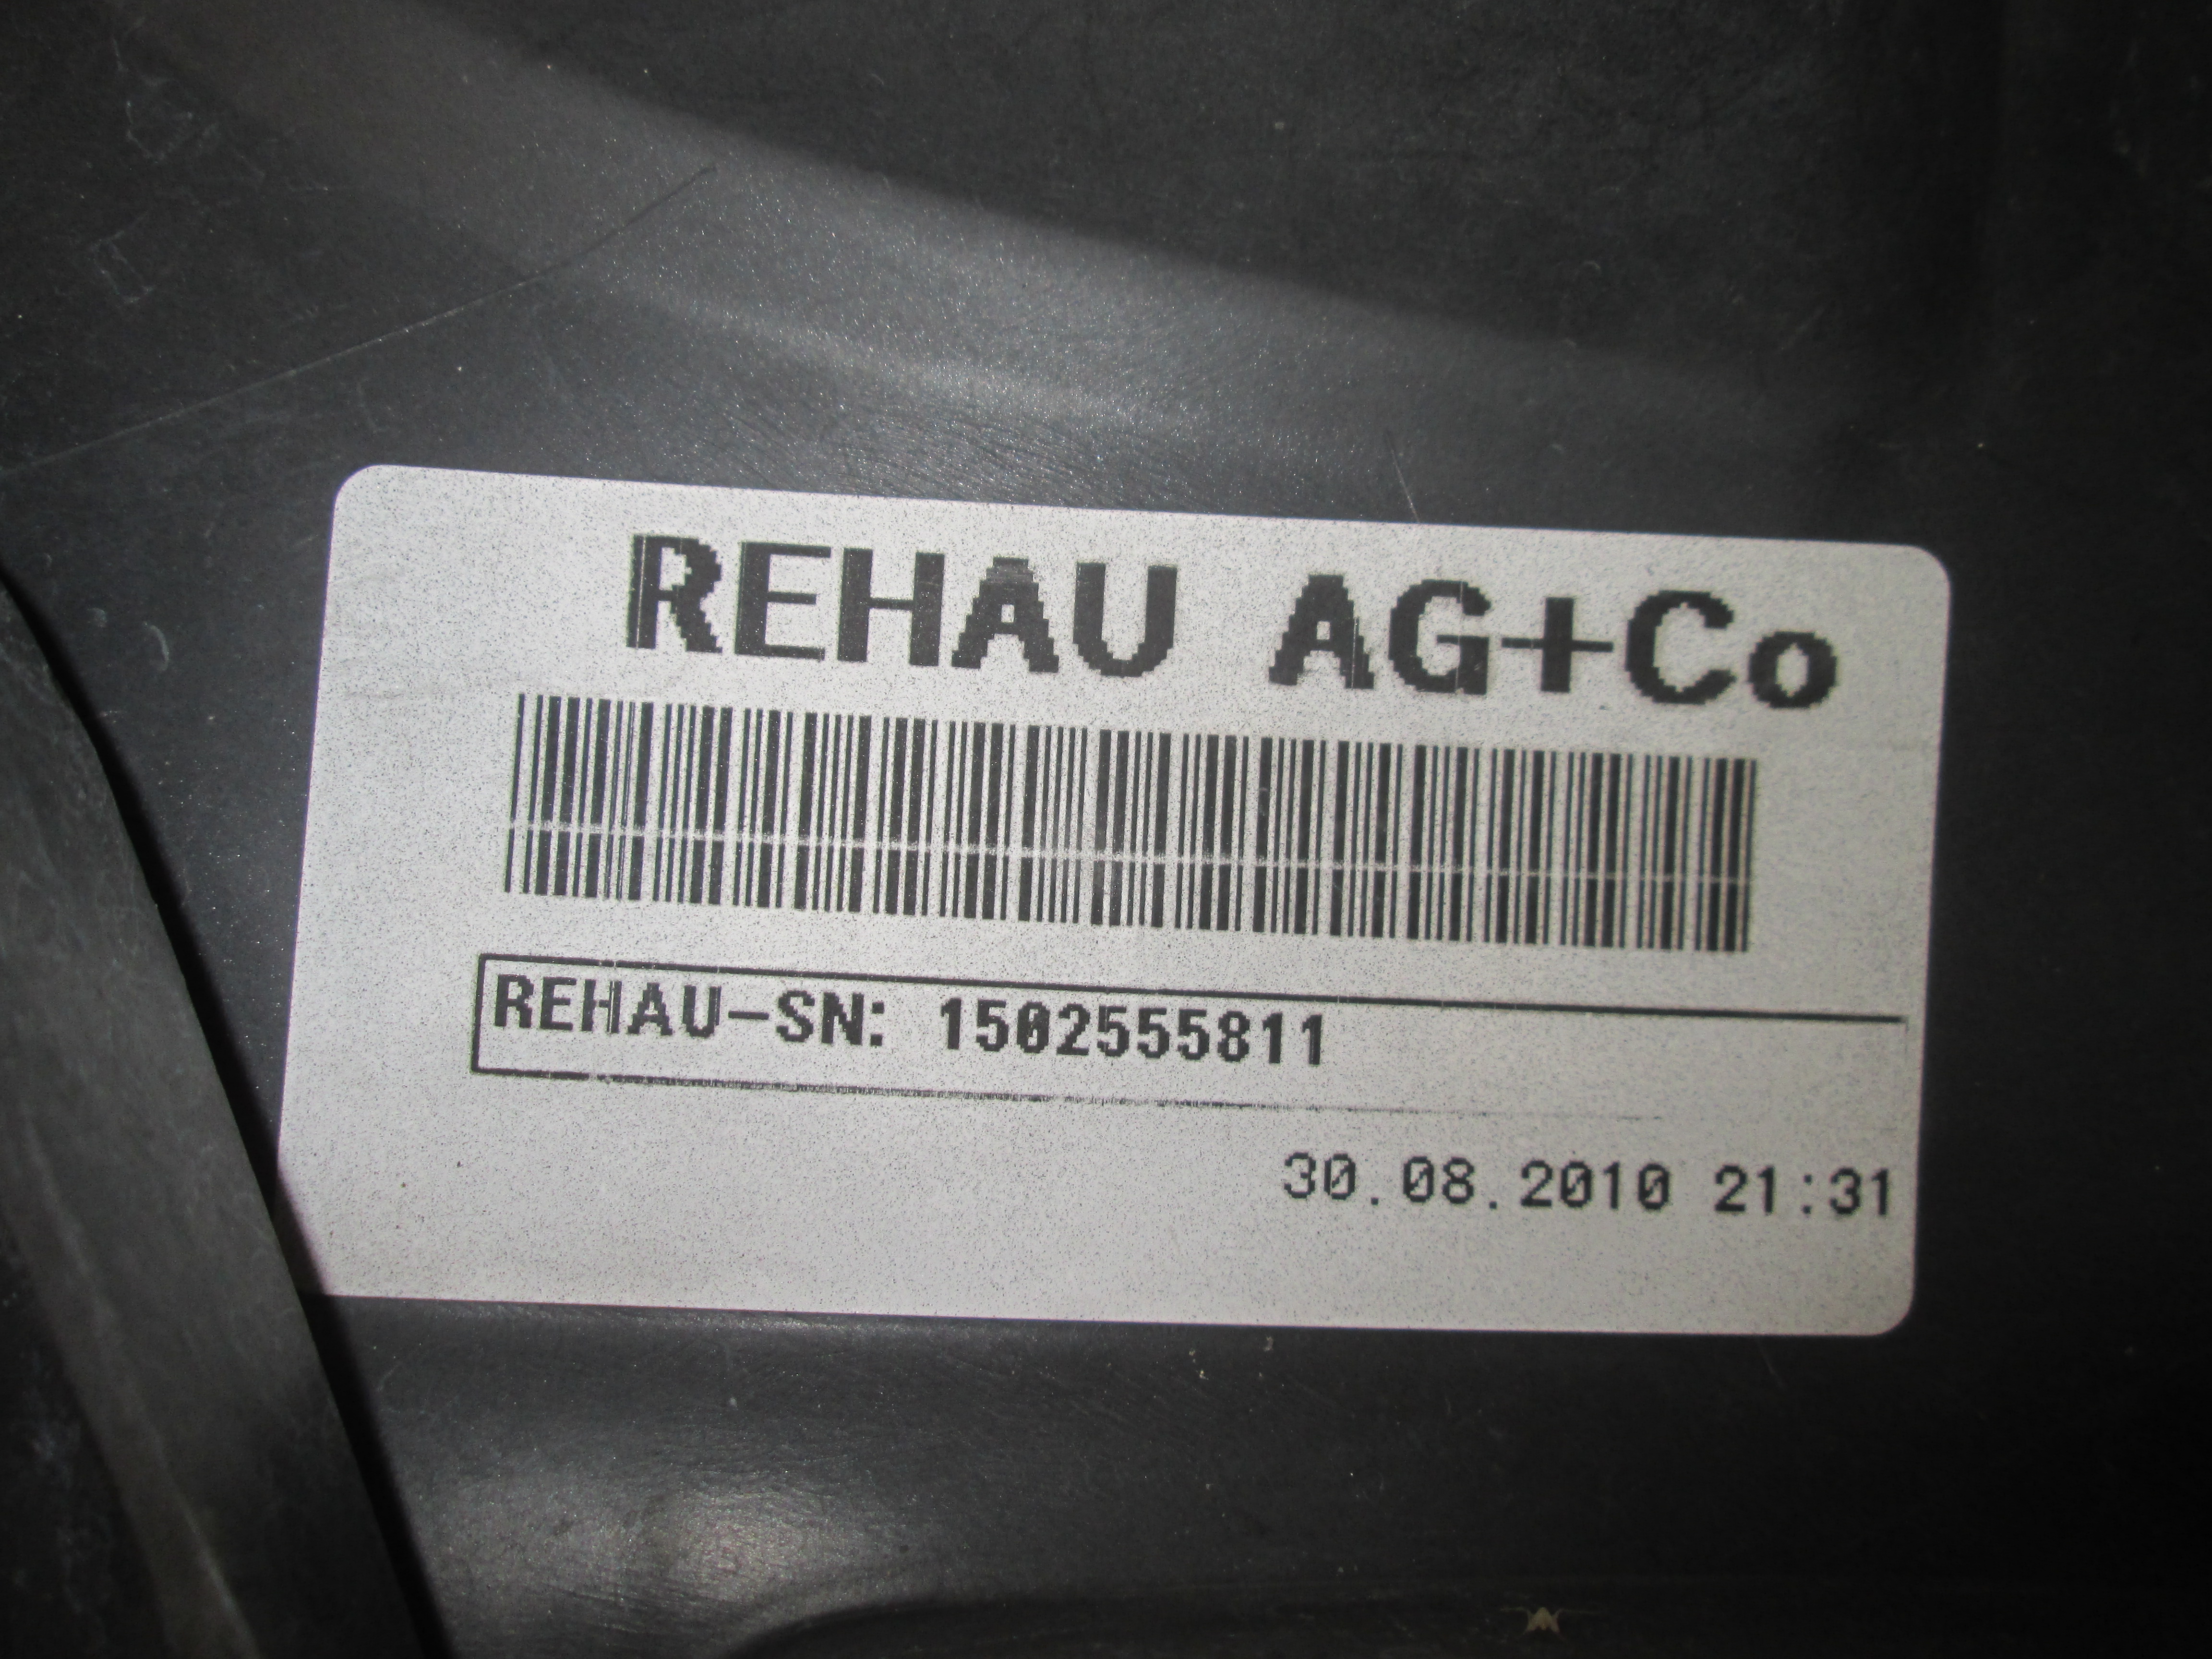 REHAU AG+Co
REHAU-SN: 1502555811
30.08.2010 21:31